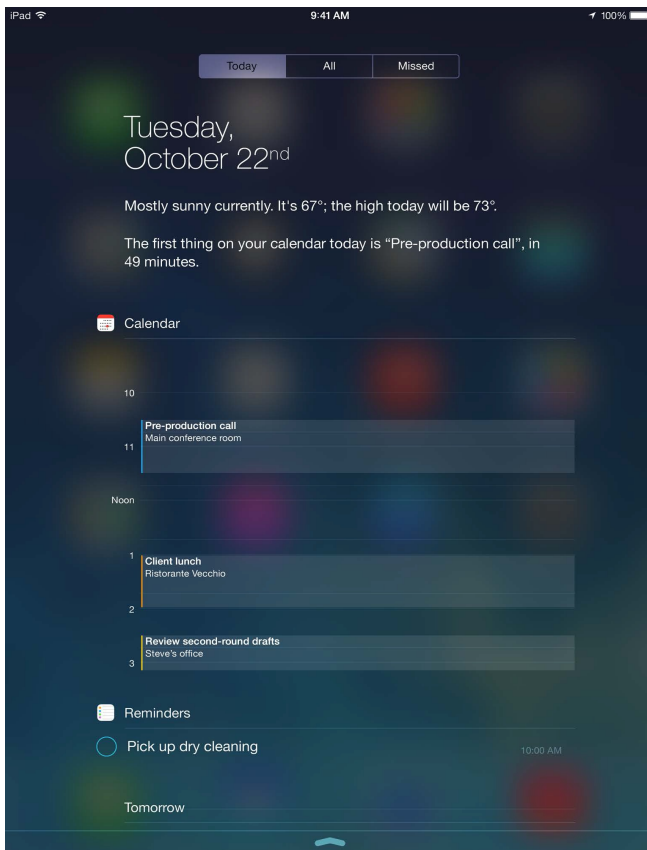 iPad 9:41 AM 100%
Today All Missed
Tuesday,
October 22nd
Mostly sunny currently. It's 67°; the high today will be 73°.
The first thing on your calendar today is “Pre-production call”, in
49 minutes.
Calendar
10
Pre-production call
Main conference room
11
Noon
1
Client lunch
Ristorante Vecchio
2
Review second-round drafts
Steve’s office
3
Reminders
Pick up dry cleaning 10:00 AM
Tomorrow